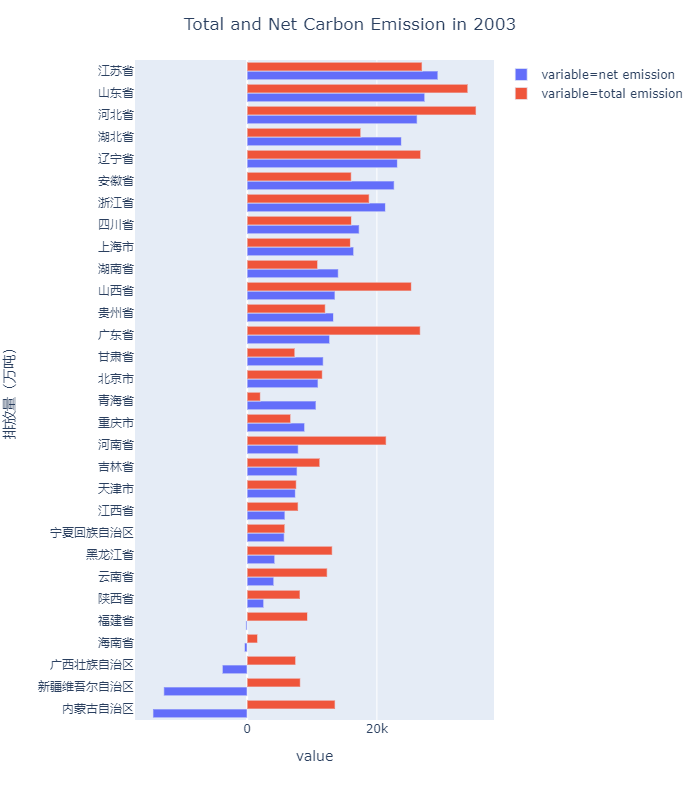 Total and Net Carbon Emission in 2003
variable=net emission
variable=total emission
排放量 (万吨)
江苏省
山东省
河北省
湖北省
辽宁省
安徽省
浙江省
四川省
上海市
湖南省
山西省
贵州省
广东省
甘肃省
北京市
青海省
重庆市
河南省
吉林省
天津市
江西省
宁夏回族自治区
黑龙江省
云南省
陕西省
福建省
海南省
广西壮族自治区
新疆维吾尔自治区
内蒙古自治区
0
20k
value